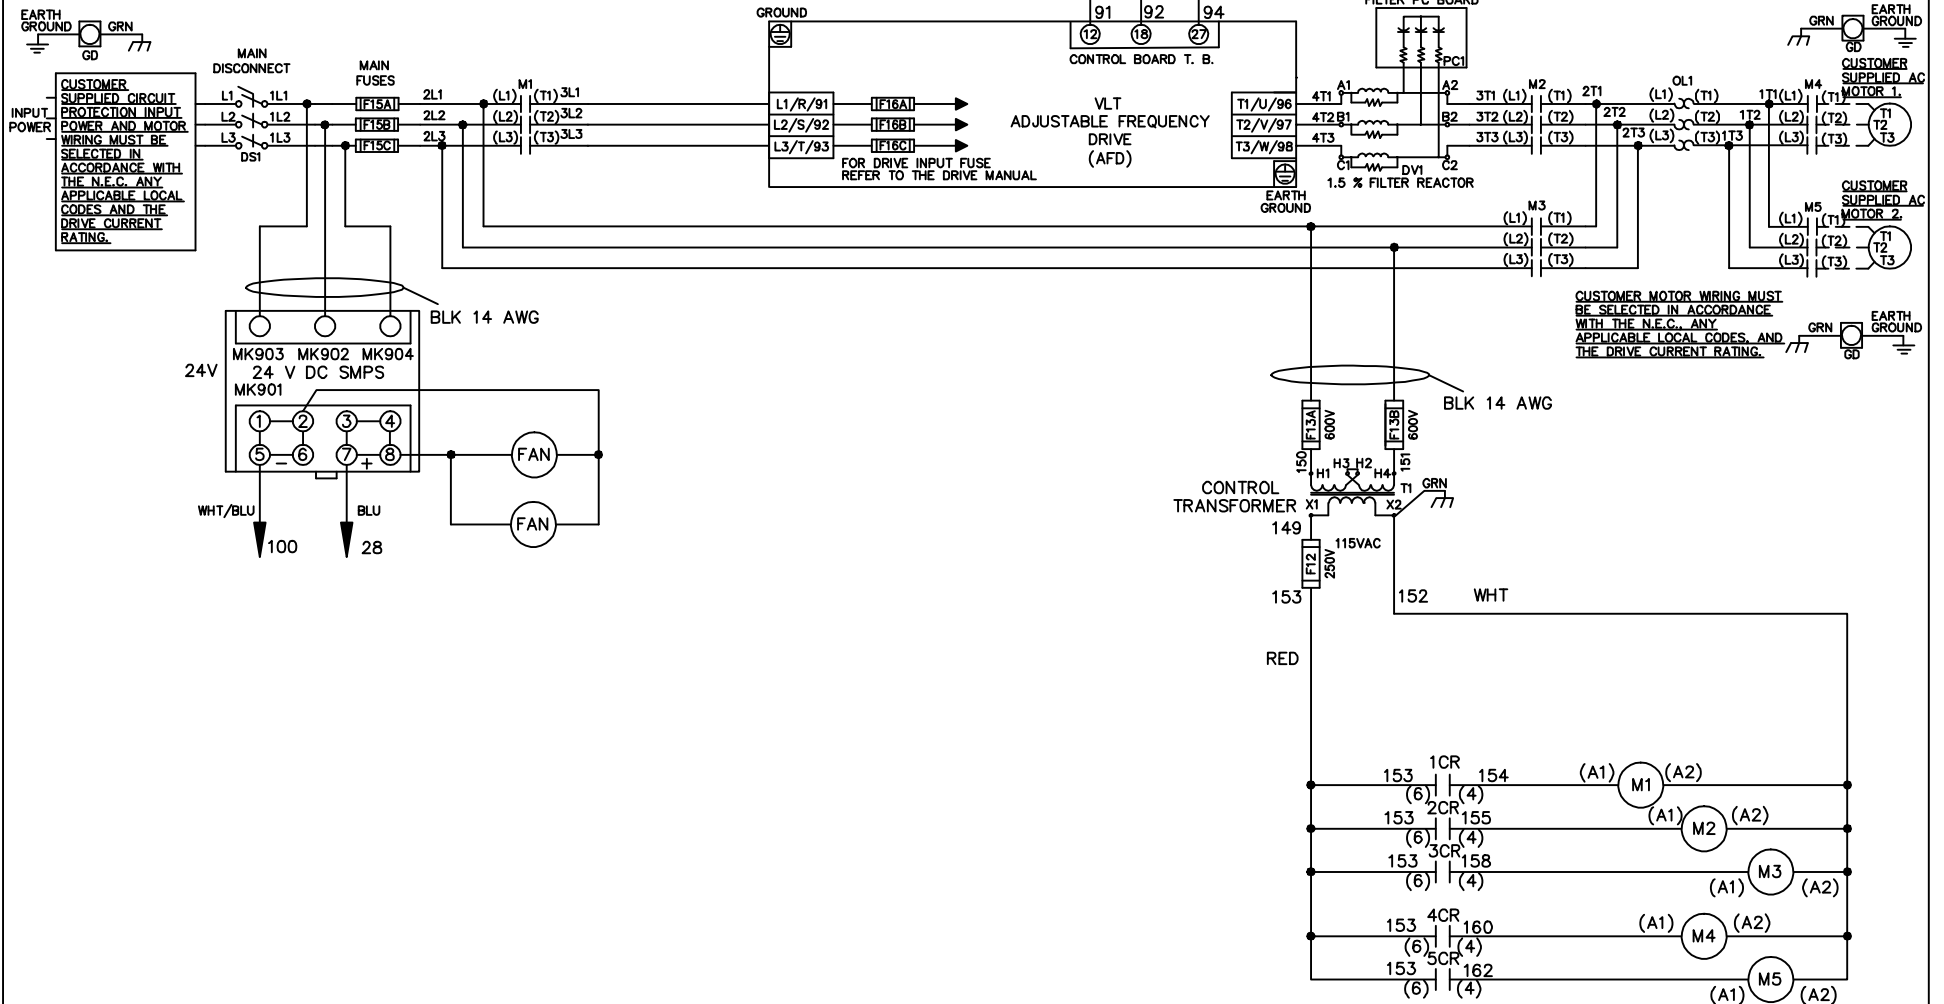 EARTH
GROUND
GRN
GD
CUSTOMER
SUPPLIED CIRCUIT
PROTECTION INPUT
POWER AND MOTOR
WIRING MUST BE
SELECTED IN
ACCORDANCE WITH
THE N.E.C. ANY
APPLICABLE LOCAL
CODES AND THE
DRIVE CURRENT
RATING.
INPUT
POWER
MAIN
DISCONNECT
L1 1L1
L2 1L2
L3 1L3
DS1
MAIN
FUSES
F15A
F15B
F15C
2L1
2L2
2L3
M1
(L1) (T1) 3L1
(L2) (T2) 3L2
(L3) (T3) 3L3
GROUND
L1/R/91
L2/S/92
L3/T/93
F16A
F16B
F16C
FOR DRIVE INPUT FUSE
REFER TO THE DRIVE MANUAL
91 92 94
12 18 27
CONTROL BOARD T. B.
VLT
ADJUSTABLE FREQUENCY
DRIVE
(AFD)
T1/U/96
T2/V/97
T3/W/98
EARTH
GROUND
FILTER PC BOARD
PC1
4T1 A1 A2
4T2 B1 B2
4T3 C1 C2
DV1
1.5 % FILTER REACTOR
M2
3T1 (L1) (T1) 2T1
3T2 (L2) (T2) 2T2
3T3 (L3) (T3) 2T3
OL1
(L1) (T1) 1T1
(L2) (T2) 1T2
(L3) (T3) 1T3
M4
(L1) (T1)
(L2) (T2)
(L3) (T3)
GRN
EARTH
GROUND
GD
CUSTOMER
SUPPLIED AC
MOTOR 1.
T1
T2
T3
M3
(L1) (T1)
(L2) (T2)
(L3) (T3)
M5
(L1) (T1)
(L2) (T2)
(L3) (T3)
CUSTOMER
SUPPLIED AC
MOTOR 2.
T1
T2
T3
CUSTOMER MOTOR WIRING MUST
BE SELECTED IN ACCORDANCE
WITH THE N.E.C., ANY
APPLICABLE LOCAL CODES, AND
THE DRIVE CURRENT RATING.
GRN
EARTH
GROUND
GD
BLK 14 AWG
MK903 MK902 MK904
24V
24 V DC SMPS
MK901
1 2 3 4
5 − 6 7 + 8
FAN
FAN
WHT/BLU
BLU
100
28
BLK 14 AWG
F13A
600V
F13B
600V
150
151
H1 H3 H2 H4
T1
GRN
CONTROL
TRANSFORMER
X1 X2
149
115VAC
F12
250V
153
152
WHT
RED
1CR
153 154
(6) (4)
(A1) M1 (A2)
2CR
153 155
(6) (4)
(A1) M2 (A2)
3CR
153 158
(6) (4)
(A1) M3 (A2)
4CR
153 160
(6) (4)
(A1) M4 (A2)
5CR
153 162
(6) (4)
(A1) M5 (A2)